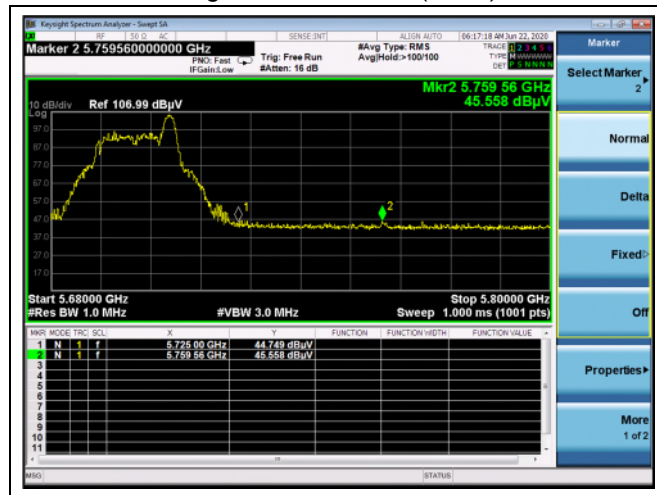 Keysight Spectrum Analyzer - Swept SA
RF 50 Ω AC SENSE:INT ALIGN AUTO 06:17:18 AM Jun 22, 2020
Marker 2 5.759560000000 GHz
PNO: Fast
IFGain:Low
Trig: Free Run
#Atten: 16 dB
#Avg Type: RMS
Avg|Hold:>100/100
TRACE 1 2 3 4 5 6
TYPE M
DET P S N N N N
Mkr2 5.759 56 GHz
45.558 dBµV
10 dB/div Ref 106.99 dBµV
Log
97.0
87.0
77.0
67.0
57.0
47.0
37.0
27.0
17.0
1
2
Start 5.68000 GHz Stop 5.80000 GHz
#Res BW 1.0 MHz #VBW 3.0 MHz Sweep 1.000 ms (1001 pts)
MKR MODE TRC SCL X Y FUNCTION FUNCTION WIDTH FUNCTION VALUE
1 N 1 f 5.725 00 GHz 44.749 dBµV
2 N 1 f 5.759 56 GHz 45.558 dBµV
3
4
5
6
7
8
9
10
11
MSG STATUS
Marker
Select Marker
2
Normal
Delta
Fixed
Off
Properties
More
1 of 2